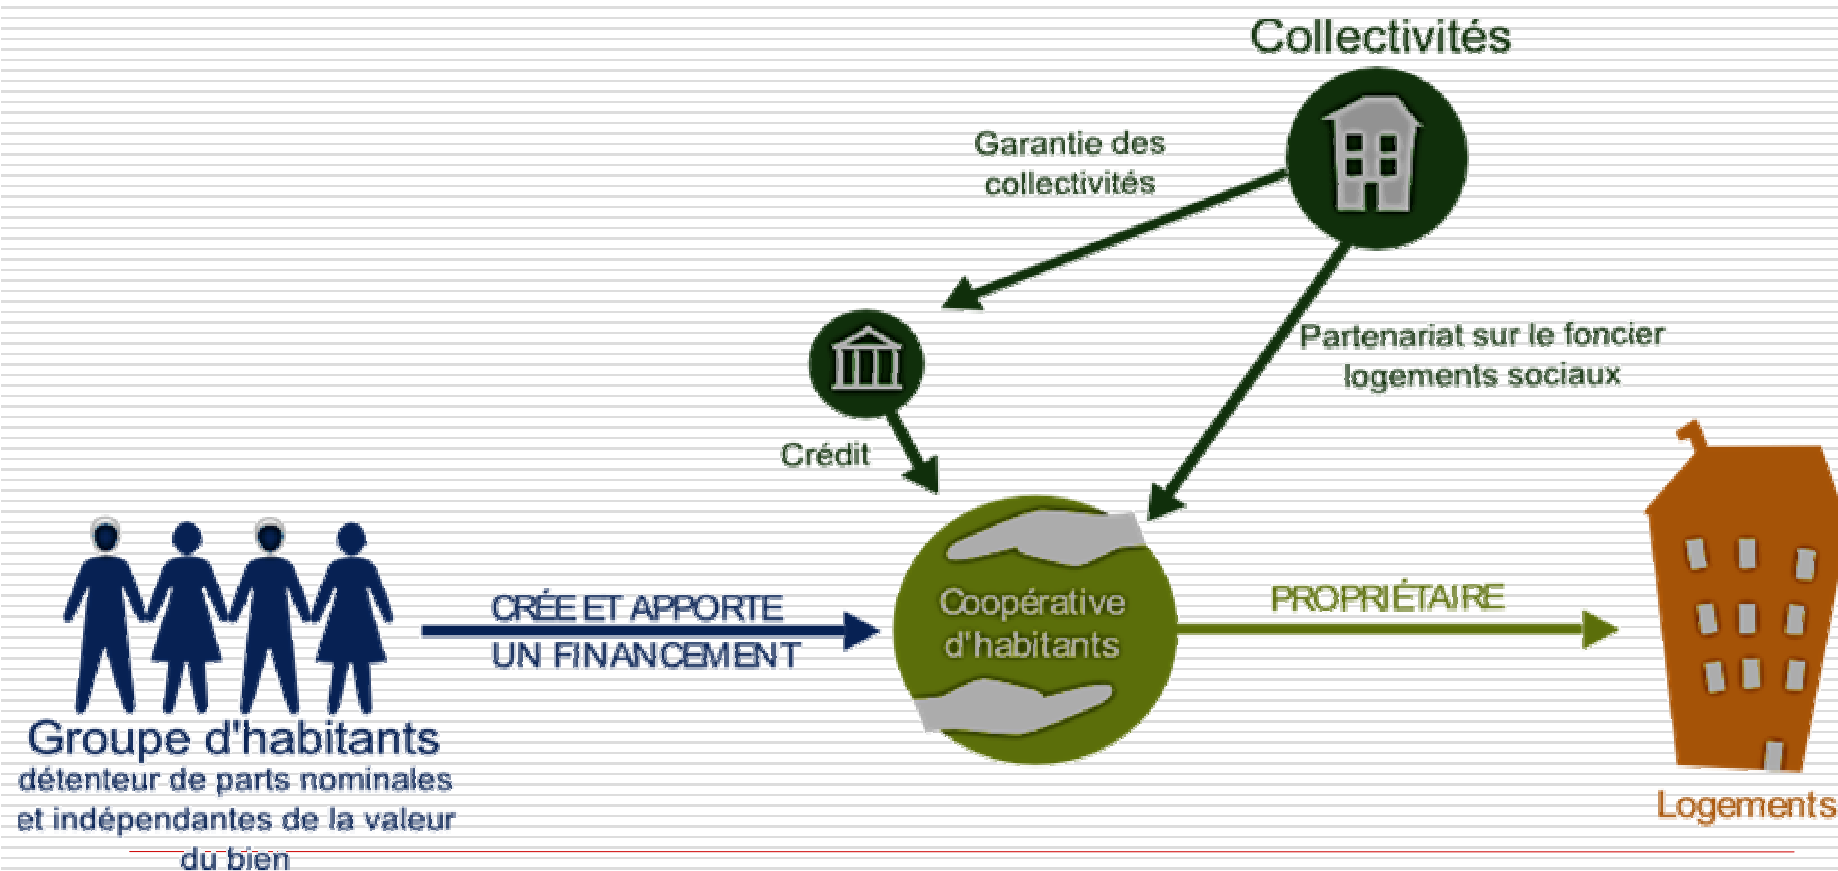 Collectivités
Garantie des
collectivités
Partenariat sur le foncier
logements sociaux
Crédit
CRÉE ET APPORTE
UN FINANCEMENT
Coopérative
d'habitants
PROPRIÉTAIRE
Groupe d'habitants
détenteur de parts nominales
et indépendantes de la valeur
du bien
Logements